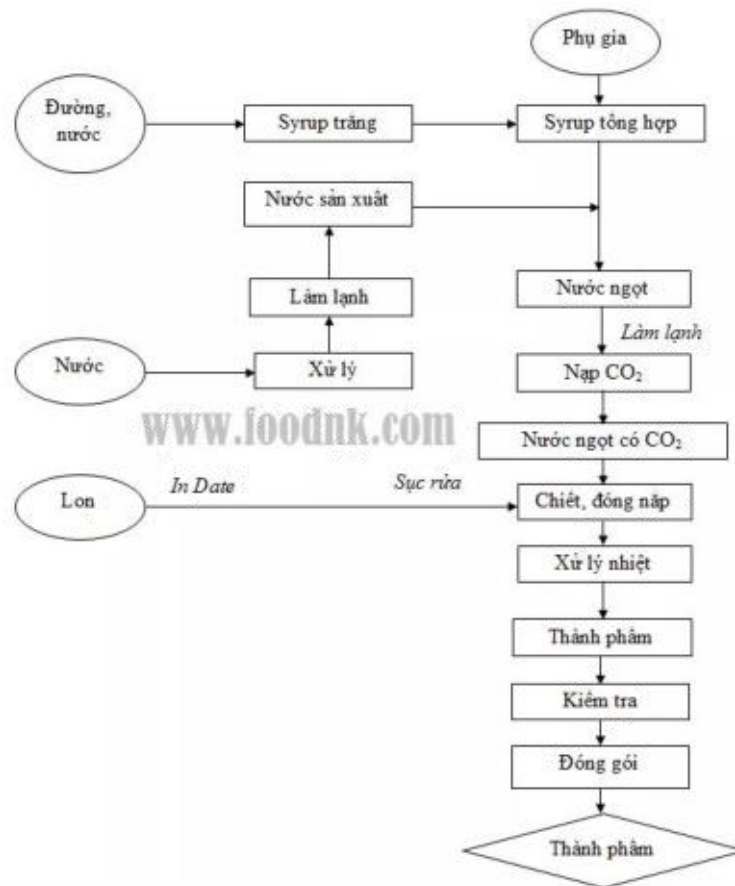 Phụ gia
Đường,
nước
Syrup trắng
Syrup tổng hợp
Nước sản xuất
Làm lạnh
Nước ngọt
Làm lạnh
Nước
Xử lý
Nạp CO₂
www.foodnk.com
Nước ngọt có CO₂
Lon
In Date
Sục rửa
Chiết, đóng nắp
Xử lý nhiệt
Thành phẩm
Kiểm tra
Đóng gói
Thành phẩm